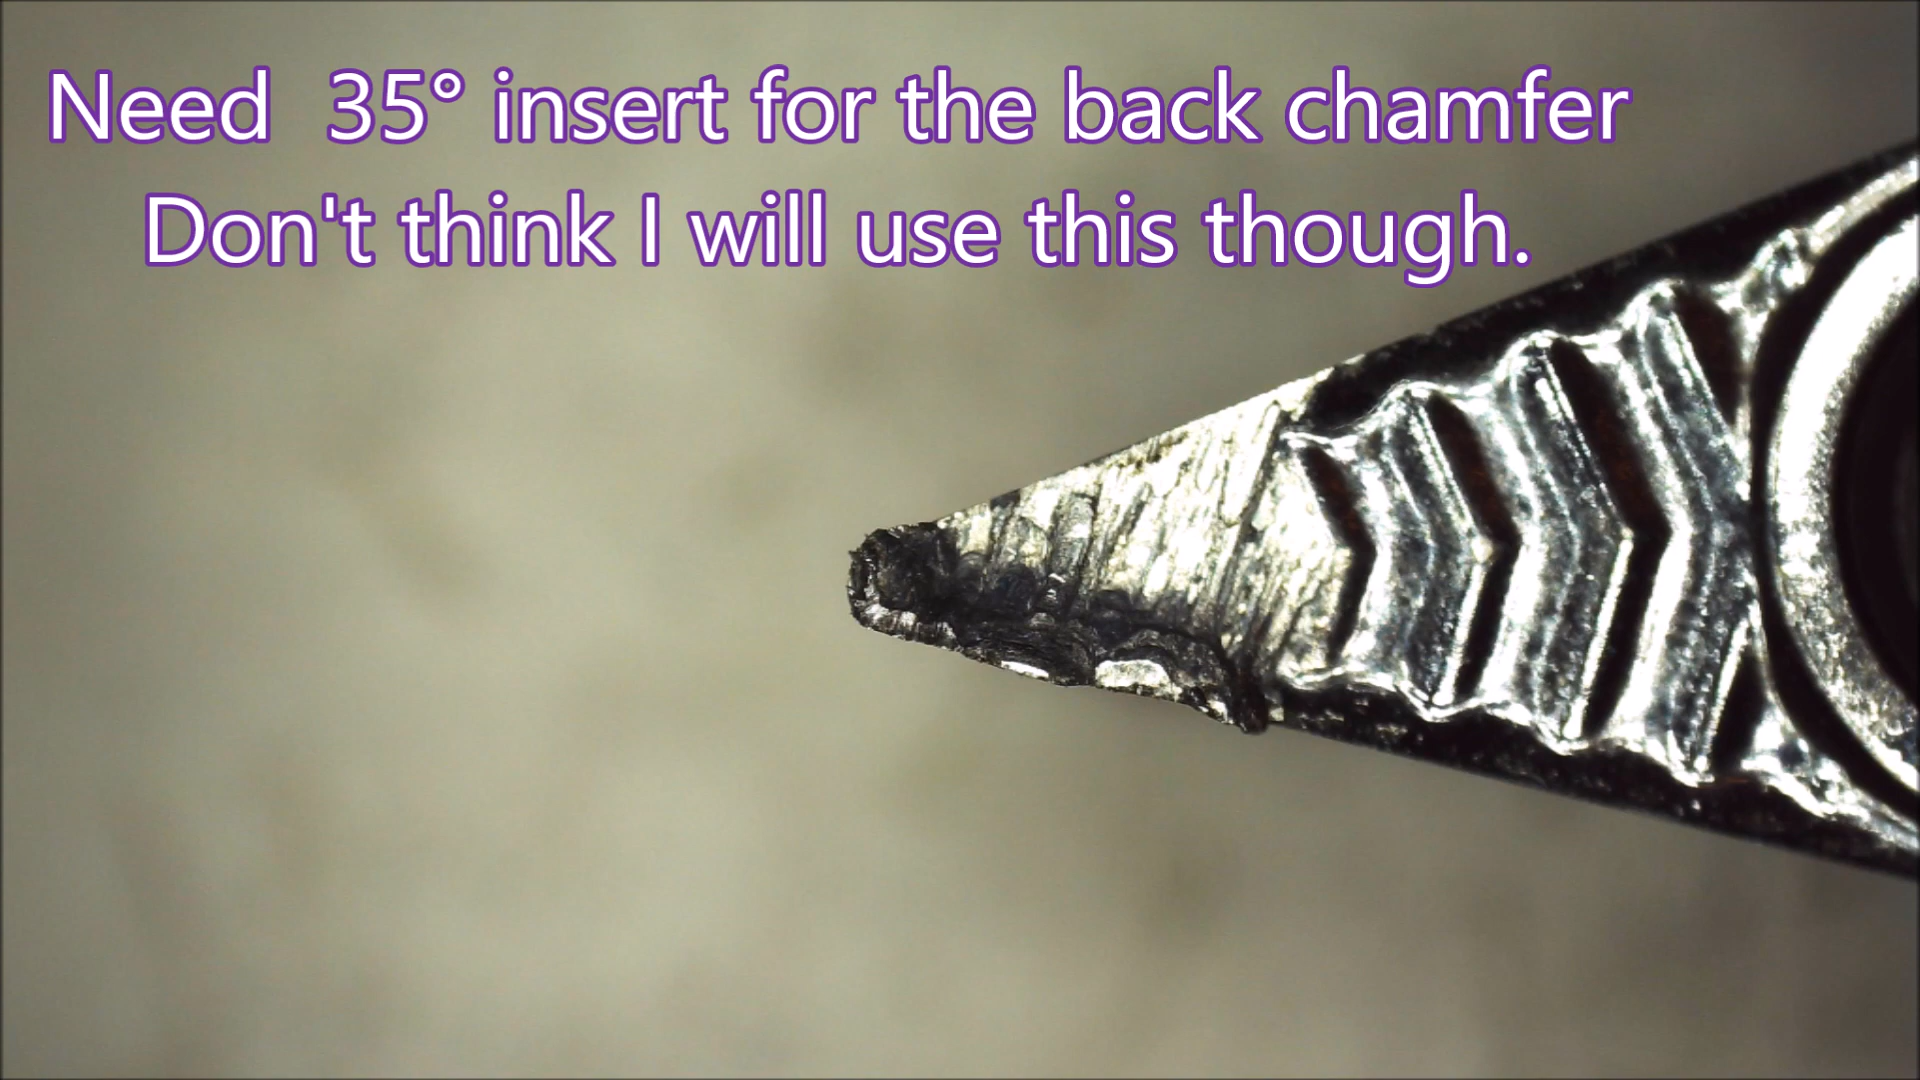 Need  35° insert for the back chamfer
Don't think I will use this though.